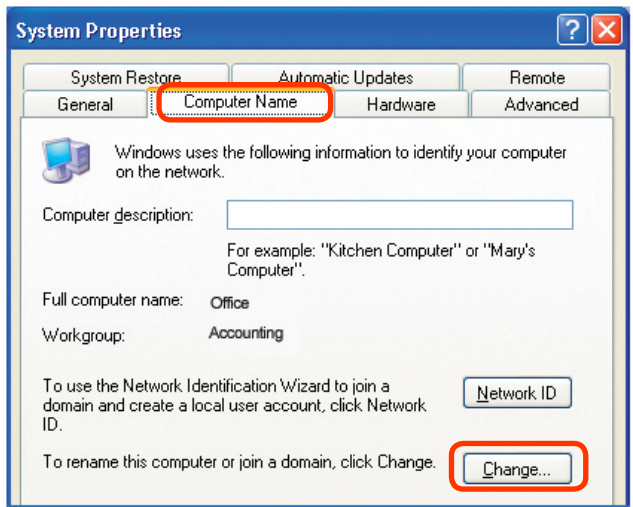 System Properties
System Restore
Automatic Updates
Remote
General
Computer Name
Hardware
Advanced
Windows uses the following information to identify your computer
on the network.
Computer description:
For example: "Kitchen Computer" or "Mary's
Computer".
Full computer name: Office
Workgroup: Accounting
To use the Network Identification Wizard to join a
domain and create a local user account, click Network
ID.
Network ID
To rename this computer or join a domain, click Change.
Change...